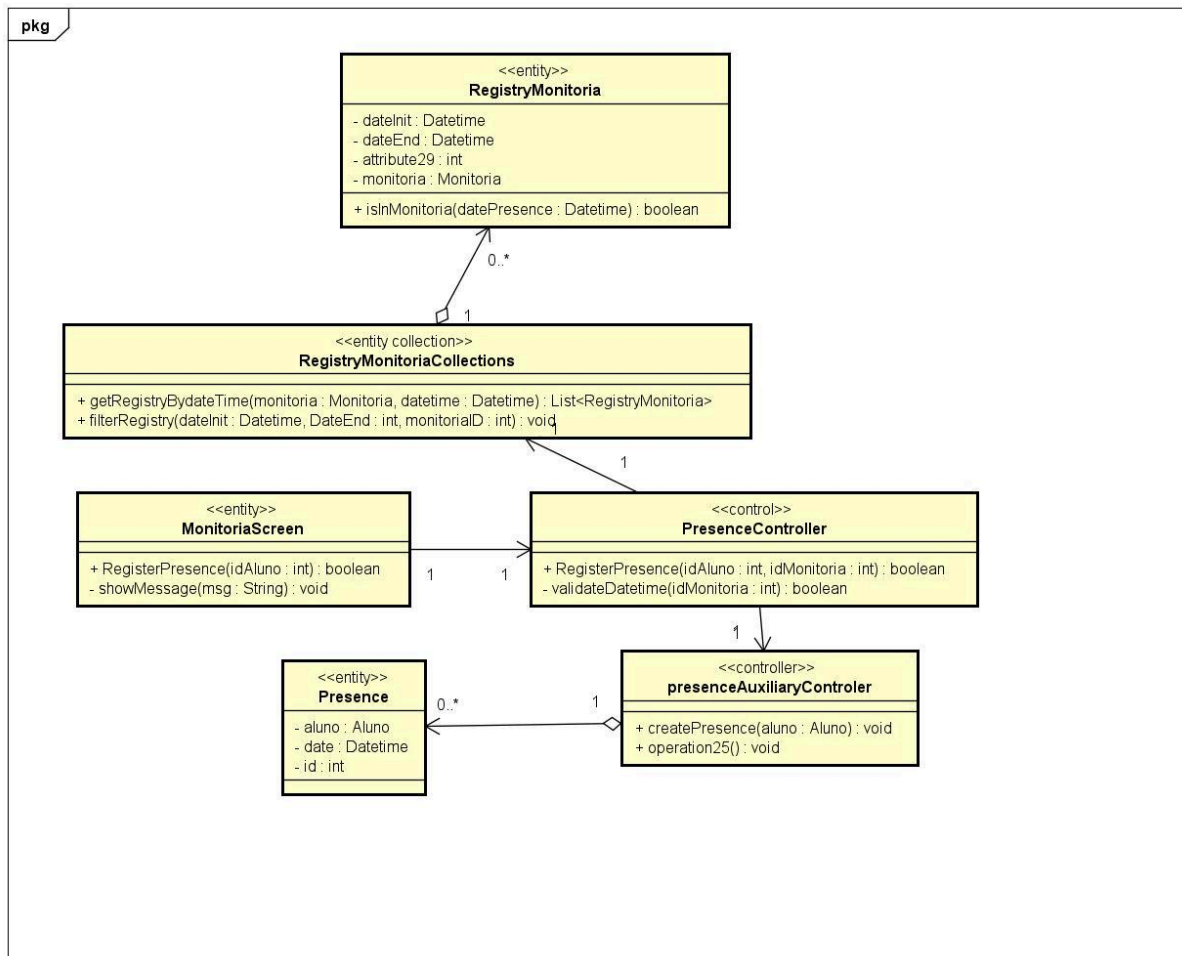 pkg
<<entity>>
RegistryMonitoria
- dateInit : Datetime
- dateEnd : Datetime
- attribute29 : int
- monitoria : Monitoria
+ isInMonitoria(datePresence : Datetime) : boolean
0..*
1
<<entity collection>>
RegistryMonitoriaCollections
+ getRegistryBydateTime(monitoria : Monitoria, datetime : Datetime) : List<RegistryMonitoria>
+ filterRegistry(dateInit : Datetime, DateEnd : int, monitoriaID : int) : void
1
1
<<entity>>
MonitoriaScreen
+ RegisterPresence(idAluno : int) : boolean
- showMessage(msg : String) : void
1
1
<<control>>
PresenceController
+ RegisterPresence(idAluno : int, idMonitoria : int) : boolean
- validateDatetime(idMonitoria : int) : boolean
1
<<entity>>
Presence
- aluno : Aluno
- date : Datetime
- id : int
0..*
1
<<controller>>
presenceAuxiliaryControler
+ createPresence(aluno : Aluno) : void
+ operation25() : void